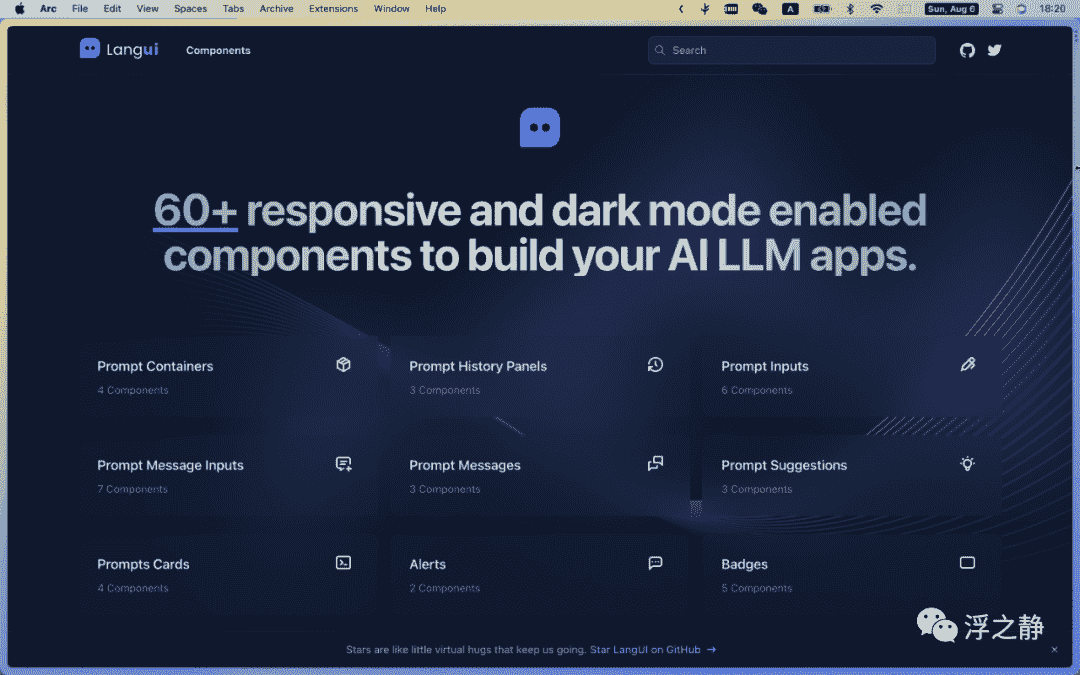 Arc File Edit View Spaces Tabs Archive Extensions Window Help A Sun, Aug 6 18:20
Langui Components Search
60+ responsive and dark mode enabled
components to build your AI LLM apps.
Prompt Containers
4 Components
Prompt History Panels
3 Components
Prompt Inputs
6 Components
Prompt Message Inputs
7 Components
Prompt Messages
3 Components
Prompt Suggestions
3 Components
Prompts Cards
4 Components
Alerts
2 Components
Badges
5 Components
浮之静
Stars are like little virtual hugs that keep us going. Star LangUI on GitHub →